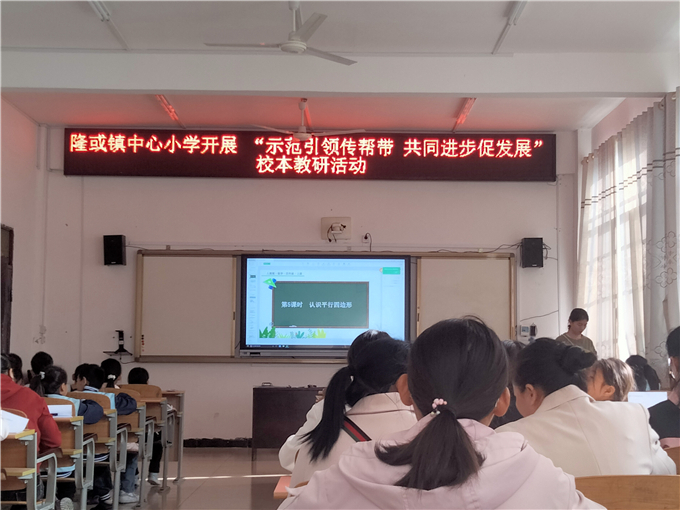 隆或镇中心小学开展 “示范引领传帮带 共同进步促发展”
校本教研活动
第5课时 认识平行四边形